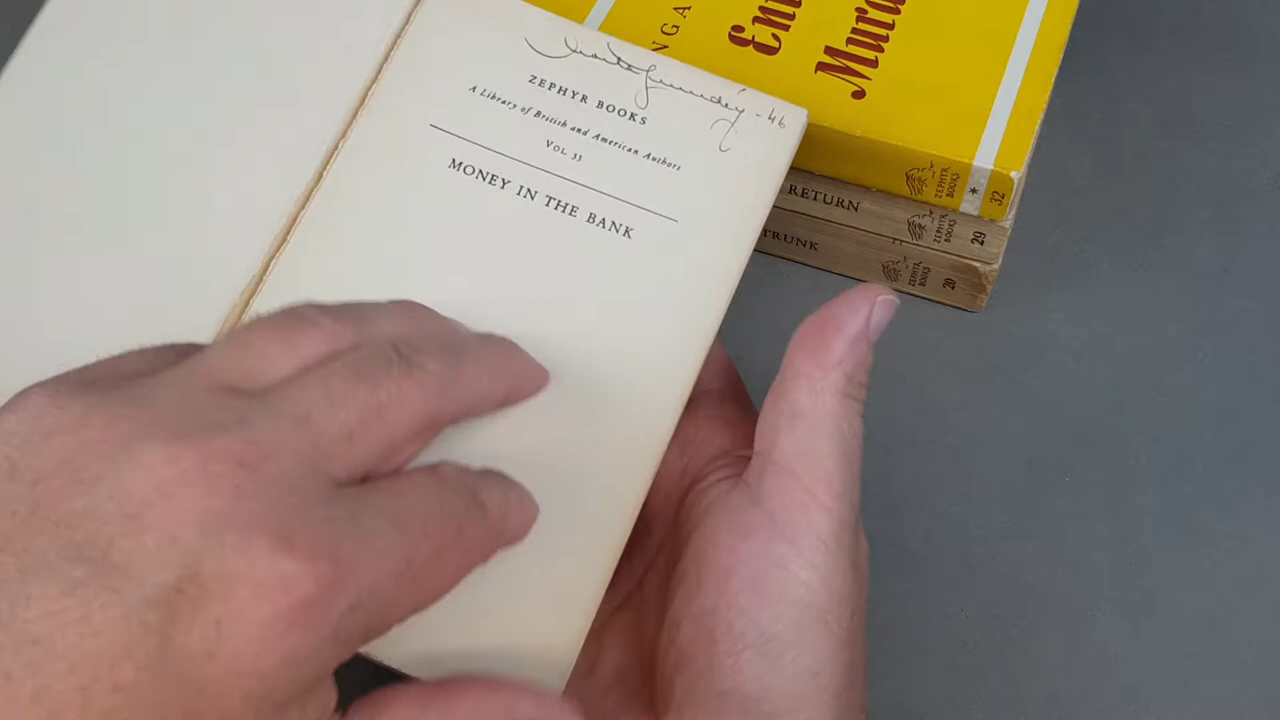 -46
ZEPHYR BOOKS
A Library of British and American Authors
VOL. 33
MONEY IN THE BANK
NGA
ZEPHYR BOOKS
*
32
RETURN
ZEPHYR BOOKS
29
TRUNK
ZEPHYR BOOKS
20